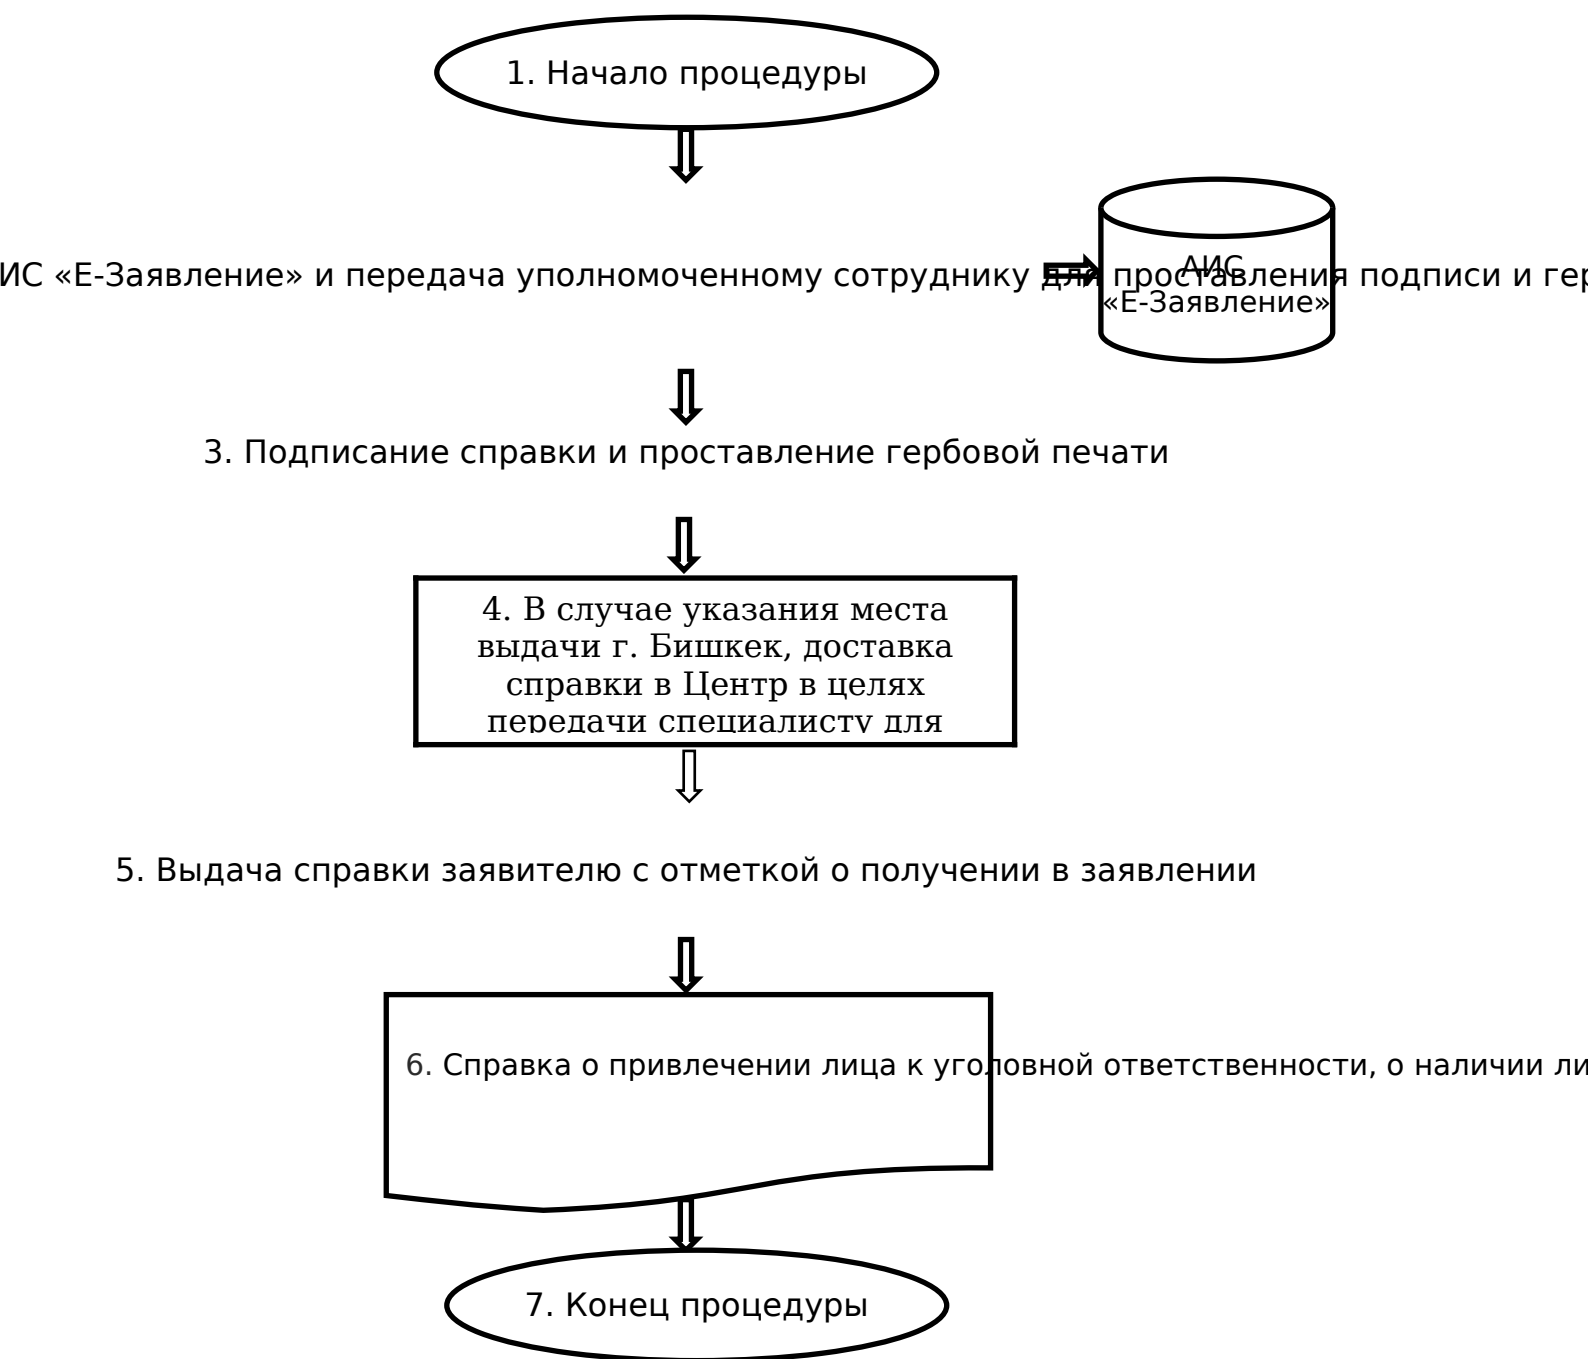 1. Начало процедуры
ИС «Е-Заявление» и передача уполномоченному сотруднику для проставления подписи и гер
АИС
«Е-Заявление»
3. Подписание справки и проставление гербовой печати
4. В случае указания места
выдачи г. Бишкек, доставка
справки в Центр в целях
передачи специалисту для
5. Выдача справки заявителю с отметкой о получении в заявлении
6. Справка о привлечении лица к уголовной ответственности, о наличии ли
7. Конец процедуры